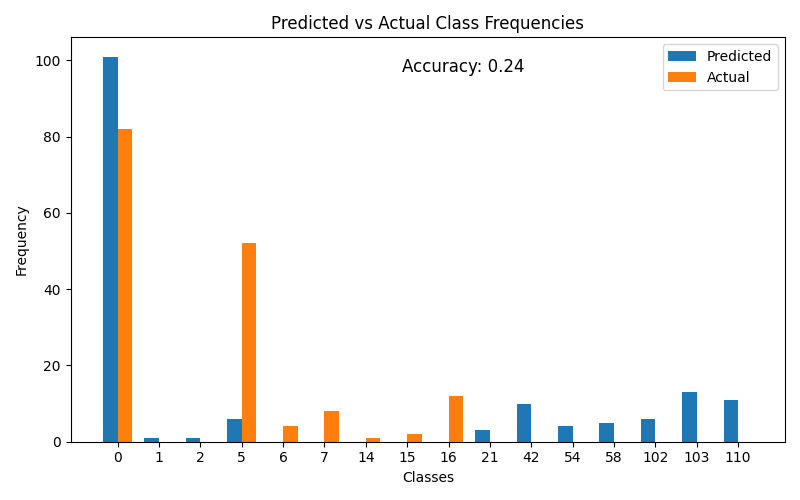 Predicted vs Actual Class Frequencies
Accuracy: 0.24
Predicted
Actual
100
80
60
40
20
0
Frequency
0 1 2 5 6 7 14 15 16 21 42 54 58 102 103 110
Classes